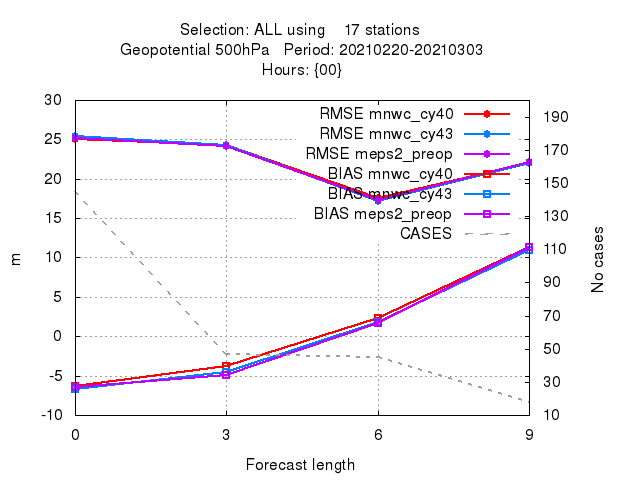 Selection: ALL using 17 stations
Geopotential 500hPa Period: 20210220-20210303
Hours: {00}
30
25
20
15
10
5
0
-5
-10
m
RMSE mnwc_cy40
RMSE mnwc_cy43
RMSE meps2_preop
BIAS mnwc_cy40
BIAS mnwc_cy43
BIAS meps2_preop
CASES
190
170
150
130
110
90
70
50
30
10
No cases
0 3 6 9
Forecast length